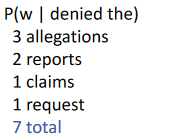 P(w | denied the)
3 allegations
2 reports
1 claims
1 request
7 total